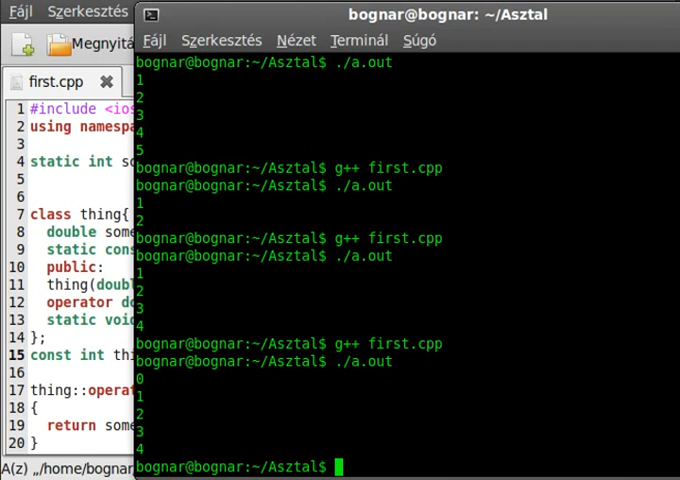 Fájl Szerkesztés
Megnyitá
first.cpp
1 #include <ios
2 using namespa
3
4 static int so
5
6
7 class thing{
8 double some
9 static cons
10 public:
11 thing(doubl
12 operator do
13 static voic
14 };
15 const int thi
16
17 thing::operat
18 {
19 return some
20 }
A(z) „/home/bognar
bognar@bognar: ~/Asztal
Fájl Szerkesztés Nézet Terminál Súgó
bognar@bognar:~/Asztal$ ./a.out
1
2
3
4
5
bognar@bognar:~/Asztal$ g++ first.cpp
bognar@bognar:~/Asztal$ ./a.out
1
2
bognar@bognar:~/Asztal$ g++ first.cpp
bognar@bognar:~/Asztal$ ./a.out
1
2
3
4
bognar@bognar:~/Asztal$ g++ first.cpp
bognar@bognar:~/Asztal$ ./a.out
0
1
2
3
4
bognar@bognar:~/Asztal$